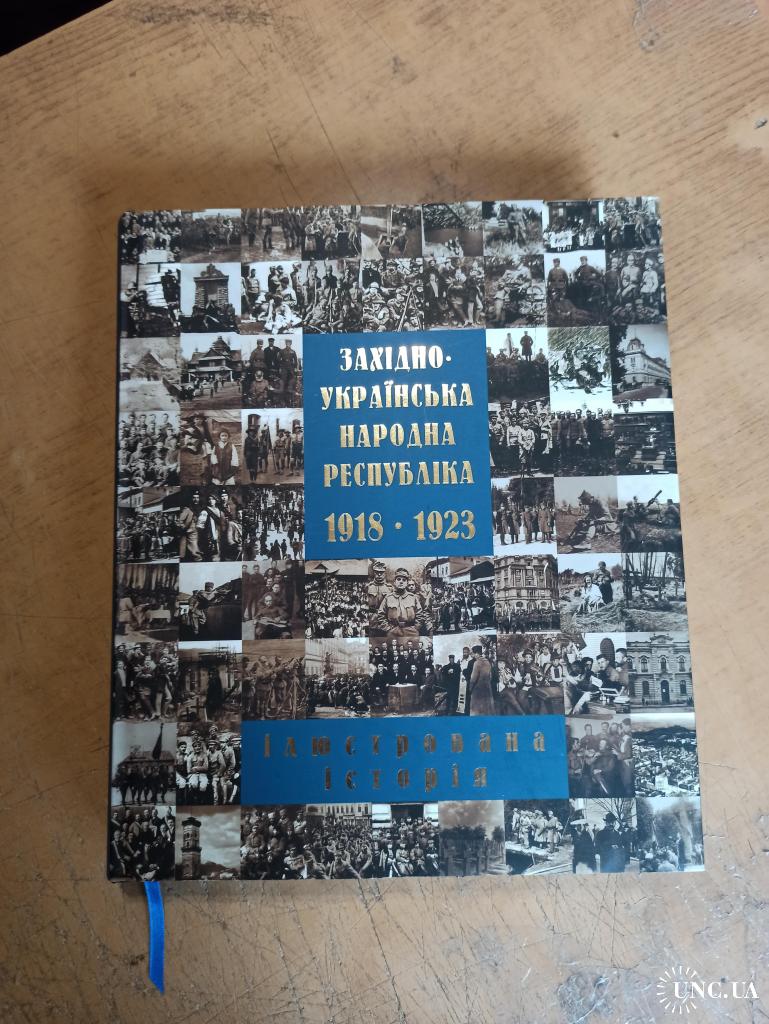 ЗАХІДНО-
УКРАЇНСЬКА
НАРОДНА
РЕСПУБЛІКА
1918 · 1923
ілюстрована
історія
UNC.UA